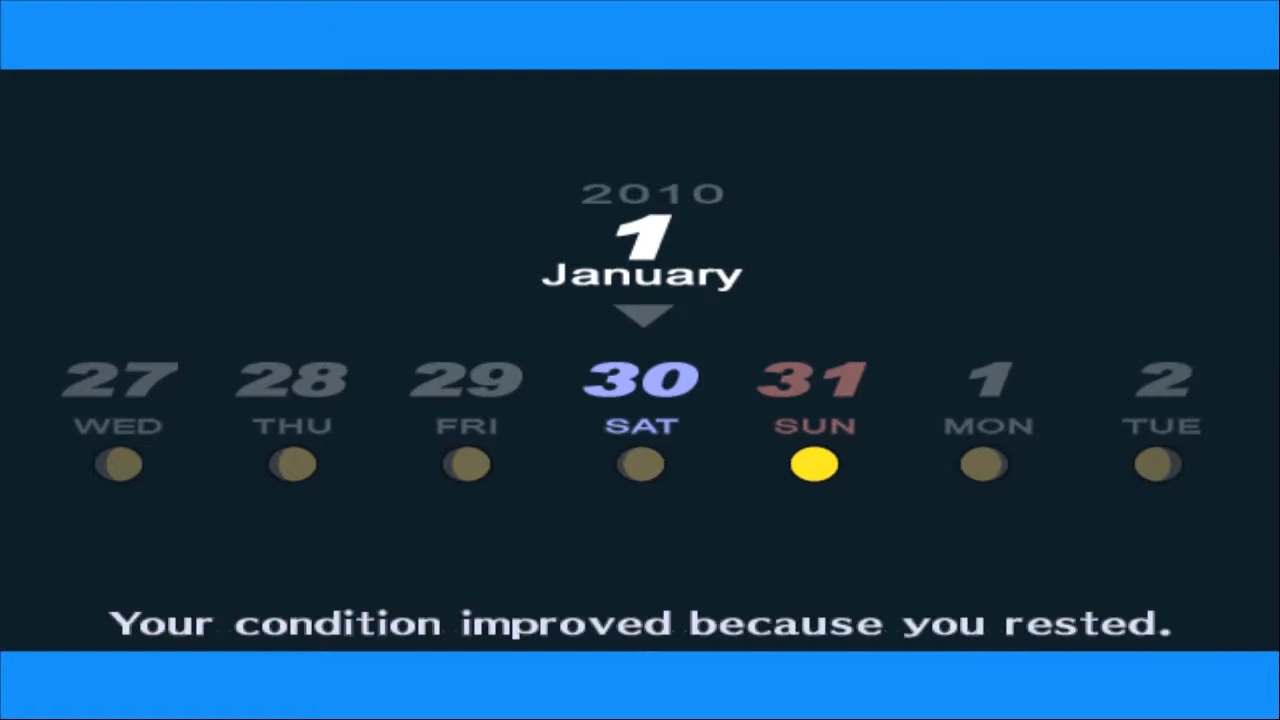 2010
1
January
27 28 29 30 31 1 2
WED THU FRI SAT SUN MON TUE
Your condition improved because you rested.